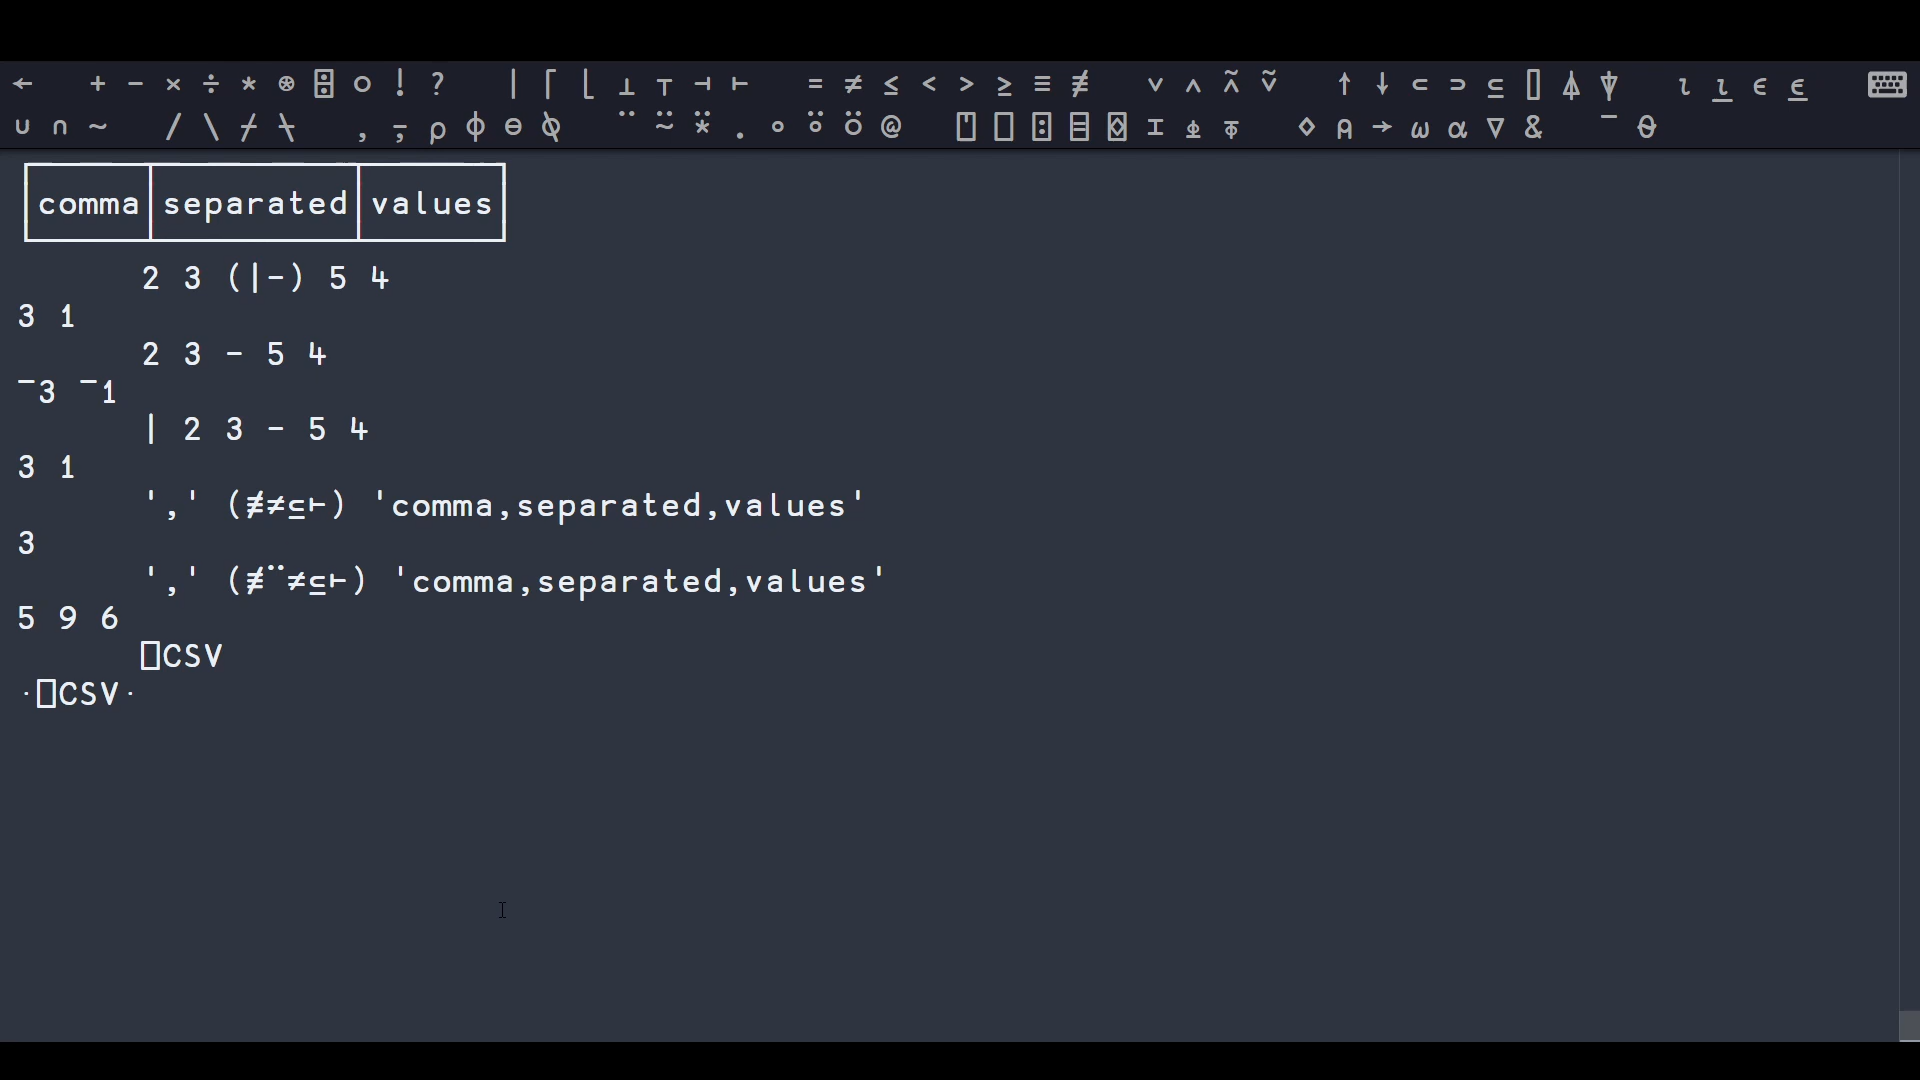 ← + - × ÷ * ⍟ ⌹ ○ ! ? | ⌈ ⌊ ⊥ ⊤ ⊣ ⊢ = ≠ ≤ < > ≥ ≡ ≢ ∨ ∧ ⍲ ⍱ ↑ ↓ ⊂ ⊃ ⊆ ⌷ ⍋ ⍒ ⍳ ⍸ ∊ ⍷
∪ ∩ ~ / \ ⌿ ⍀ , ⍪ ⍴ ⌽ ⊖ ⍉ ¨ ⍨ ⍣ . ∘ ⍤ ⍥ @ ⍞ ⎕ ⍠ ⌸ ⌺ ⌶ ⍎ ⍕ ⋄ ⍝ → ⍵ ⍺ ∇ & ¯ ⍬
comma separated values
2 3 (|-) 5 4
3 1
2 3 - 5 4
¯3 ¯1
| 2 3 - 5 4
3 1
',' (≢≠⊆⊢) 'comma,separated,values'
3
',' (≢¨≠⊆⊢) 'comma,separated,values'
5 9 6
⎕CSV
·⎕CSV·